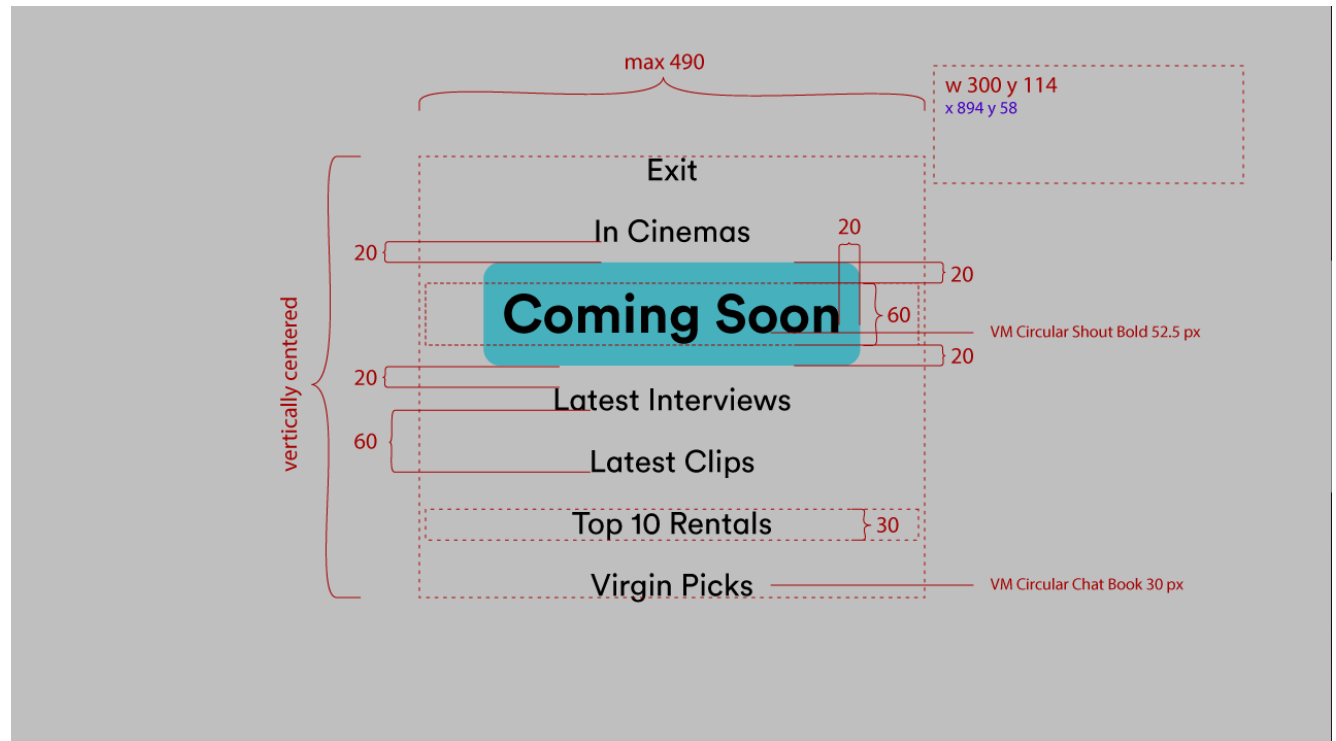 max 490
w 300 y 114
x 894 y 58
Exit
In Cinemas
20
20
20
Coming Soon
60
VM Circular Shout Bold 52.5 px
vertically centered
20
20
Latest Interviews
60
Latest Clips
Top 10 Rentals
30
Virgin Picks
VM Circular Chat Book 30 px